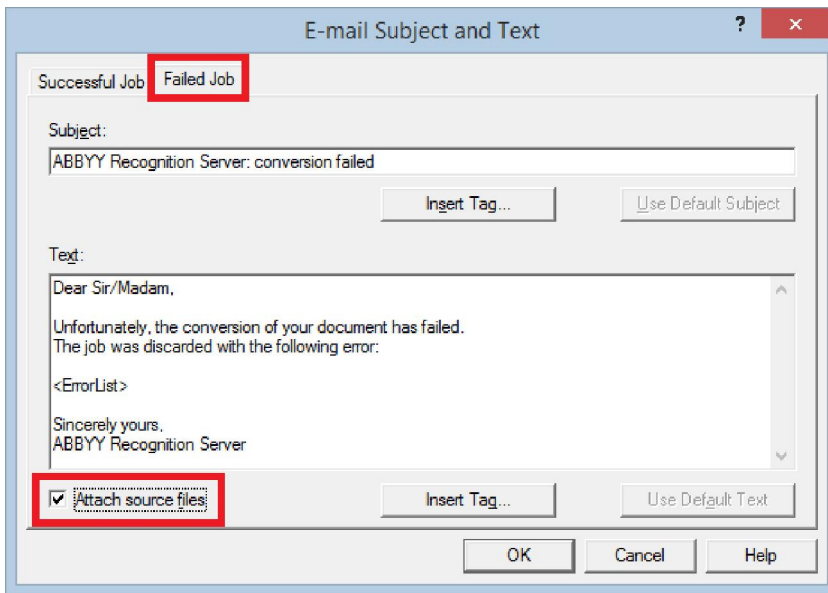 E-mail Subject and Text
?
×
Successful Job
Failed Job
Subject:
ABBYY Recognition Server: conversion failed
Insert Tag...
Use Default Subject
Text:
Dear Sir/Madam,
Unfortunately, the conversion of your document has failed.
The job was discarded with the following error:
<ErrorList>
Sincerely yours,
ABBYY Recognition Server
Attach source files
Insert Tag...
Use Default Text
OK
Cancel
Help